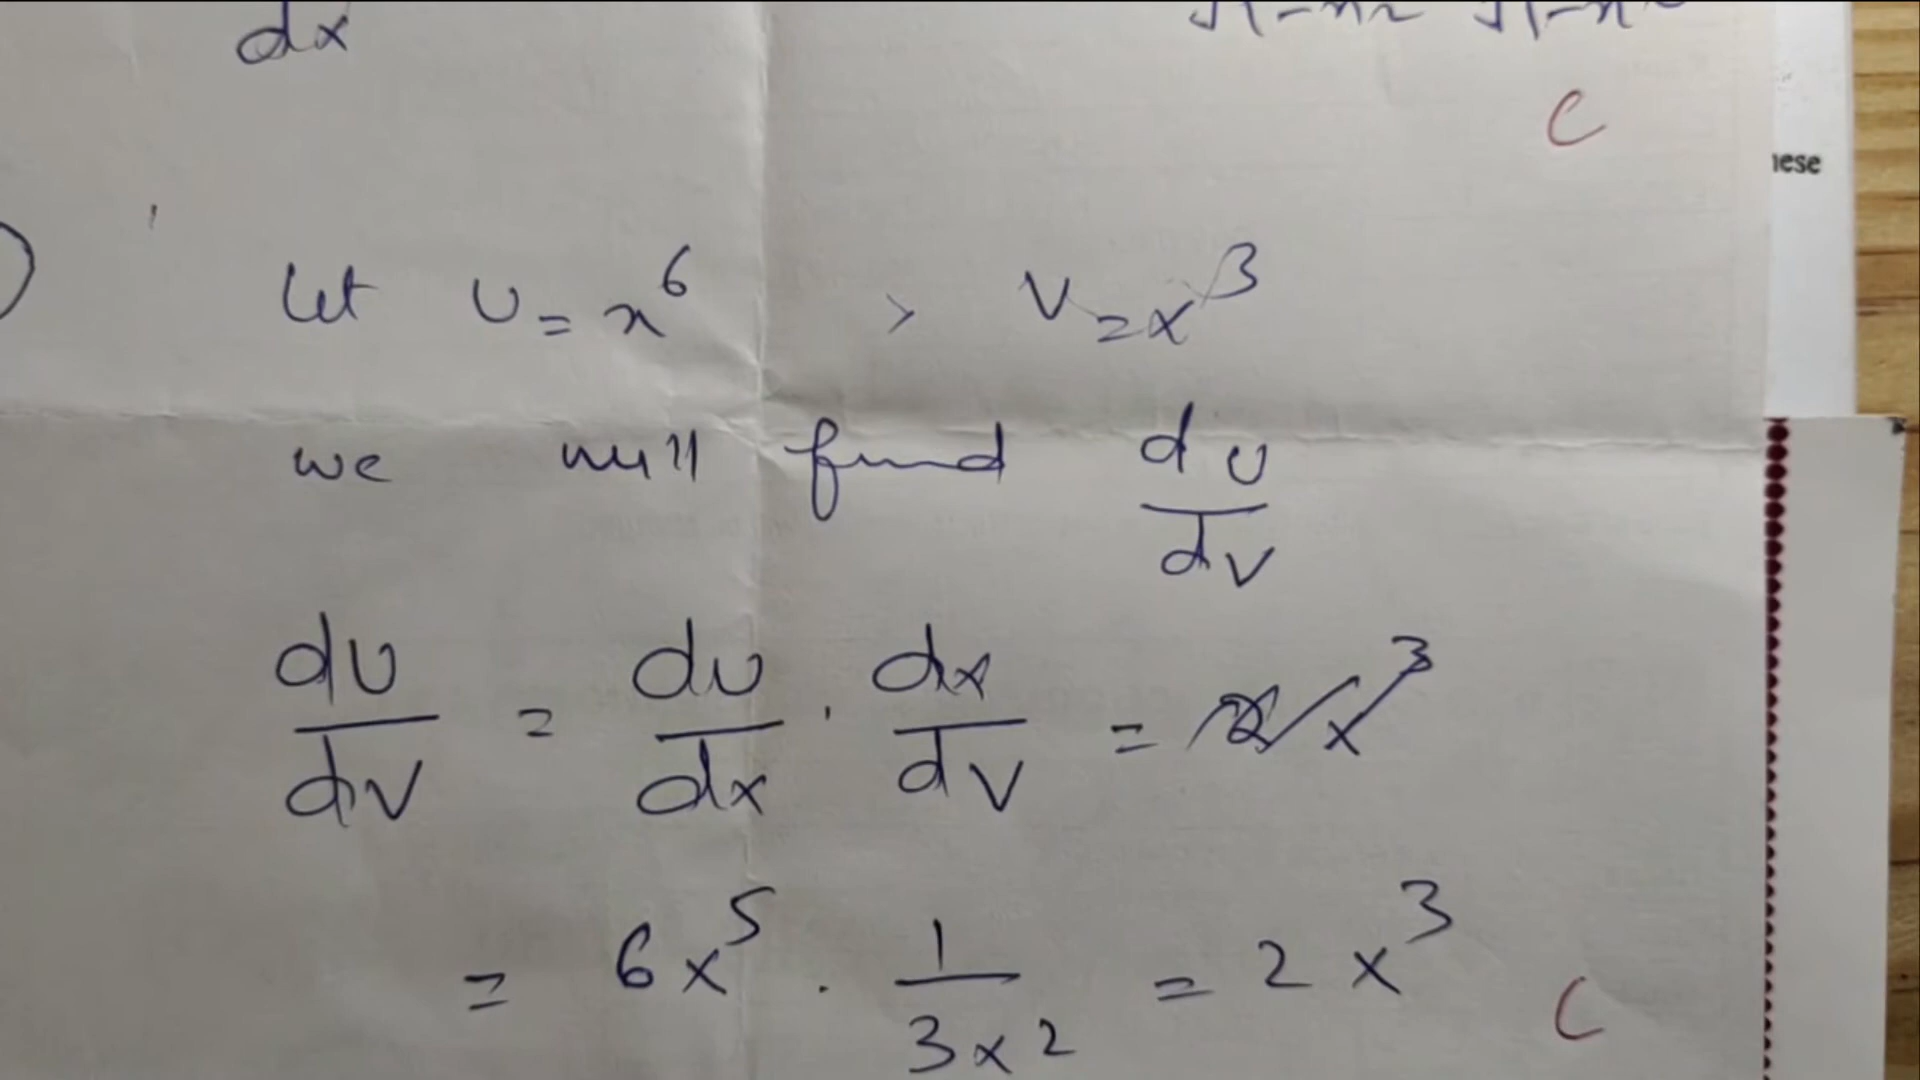 dx
C
iese
Let U = x^6 , V = x^3
we will find dU/dV
dU/dV = dU/dx · dx/dV = 2x^3
= 6x^5 . 1/3x^2 = 2x^3
C